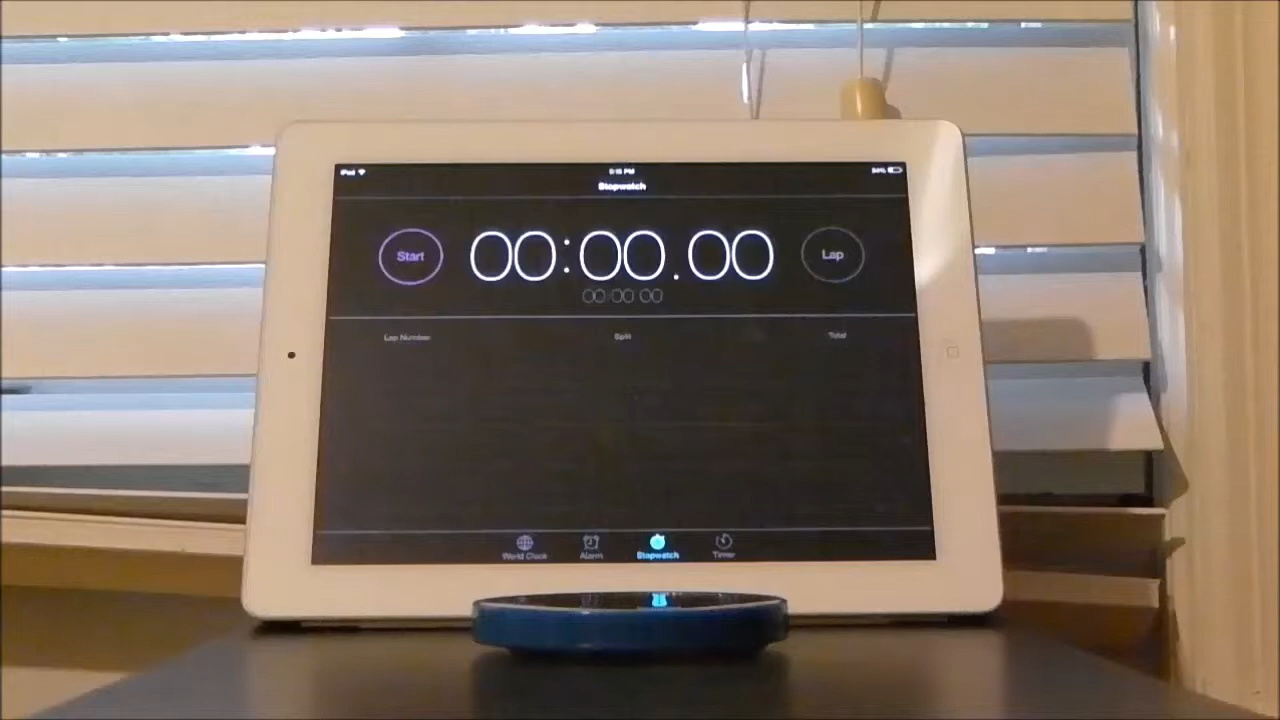 iPad
Stopwatch
Start
00:00.00
Lap
00:00.00
Lap Number Split Total
World Clock Alarm Stopwatch Timer